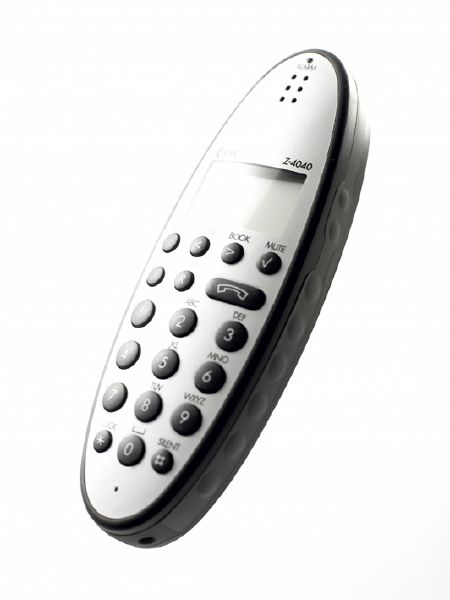 ALARM
Z-4040
BOOK MUTE
< > ✓
R
ABC DEF
1 2 3
MNO
4 5 6
TUV WXYZ
7 8 9
SILENT
* 0 #